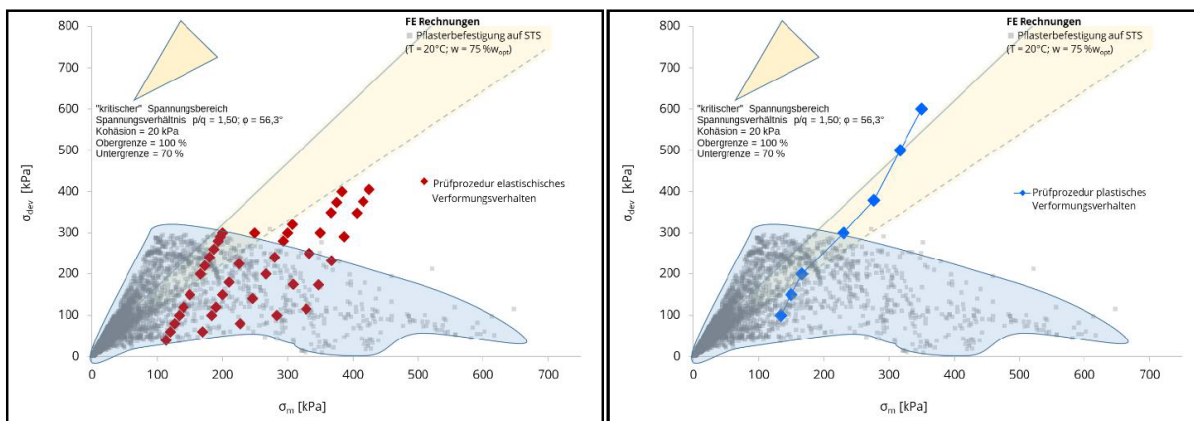 800
700
600
500
400
300
200
100
0
σdev [kPa]
FE Rechnungen
Pflasterbefestigung auf STS
(T = 20°C; w = 75 %wopt)
"kritischer" Spannungsbereich
Spannungsverhältnis p/q = 1,50; φ = 56,3°
Kohäsion = 20 kPa
Obergrenze = 100 %
Untergrenze = 70 %
Prüfprozedur elastischisches
Verformungsverhalten
0 100 200 300 400 500 600 700
σm [kPa]
800
700
600
500
400
300
200
100
0
σdev [kPa]
FE Rechnungen
Pflasterbefestigung auf STS
(T = 20°C; w = 75 %wopt)
"kritischer" Spannungsbereich
Spannungsverhältnis p/q = 1,50; φ = 56,3°
Kohäsion = 20 kPa
Obergrenze = 100 %
Untergrenze = 70 %
Prüfprozedur plastisches
Verformungsverhalten
0 100 200 300 400 500 600 700
σm [kPa]